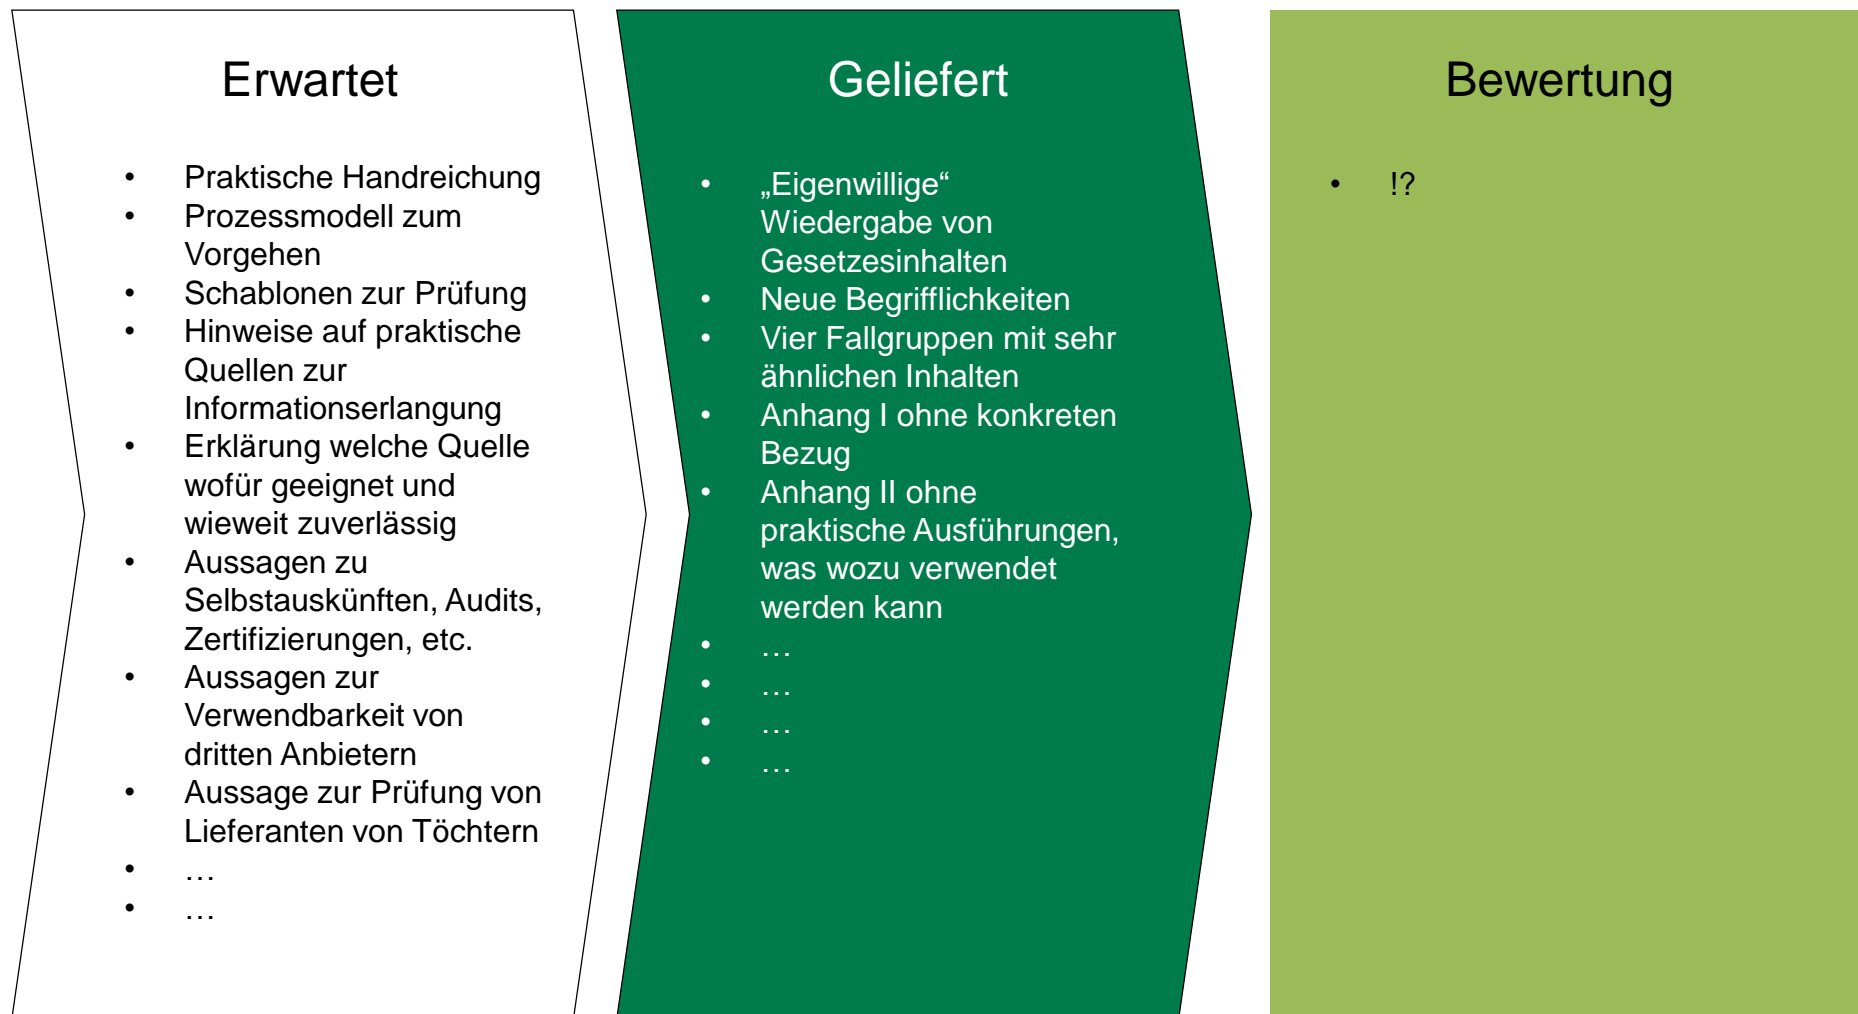 Erwartet
• Praktische Handreichung
• Prozessmodell zum
Vorgehen
• Schablonen zur Prüfung
• Hinweise auf praktische
Quellen zur
Informationserlangung
• Erklärung welche Quelle
wofür geeignet und
wieweit zuverlässig
• Aussagen zu
Selbstauskünften, Audits,
Zertifizierungen, etc.
• Aussagen zur
Verwendbarkeit von
dritten Anbietern
• Aussage zur Prüfung von
Lieferanten von Töchtern
• …
• …
Geliefert
• „Eigenwillige“
Wiedergabe von
Gesetzesinhalten
• Neue Begrifflichkeiten
• Vier Fallgruppen mit sehr
ähnlichen Inhalten
• Anhang I ohne konkreten
Bezug
• Anhang II ohne
praktische Ausführungen,
was wozu verwendet
werden kann
• …
• …
• …
• …
Bewertung
• !?